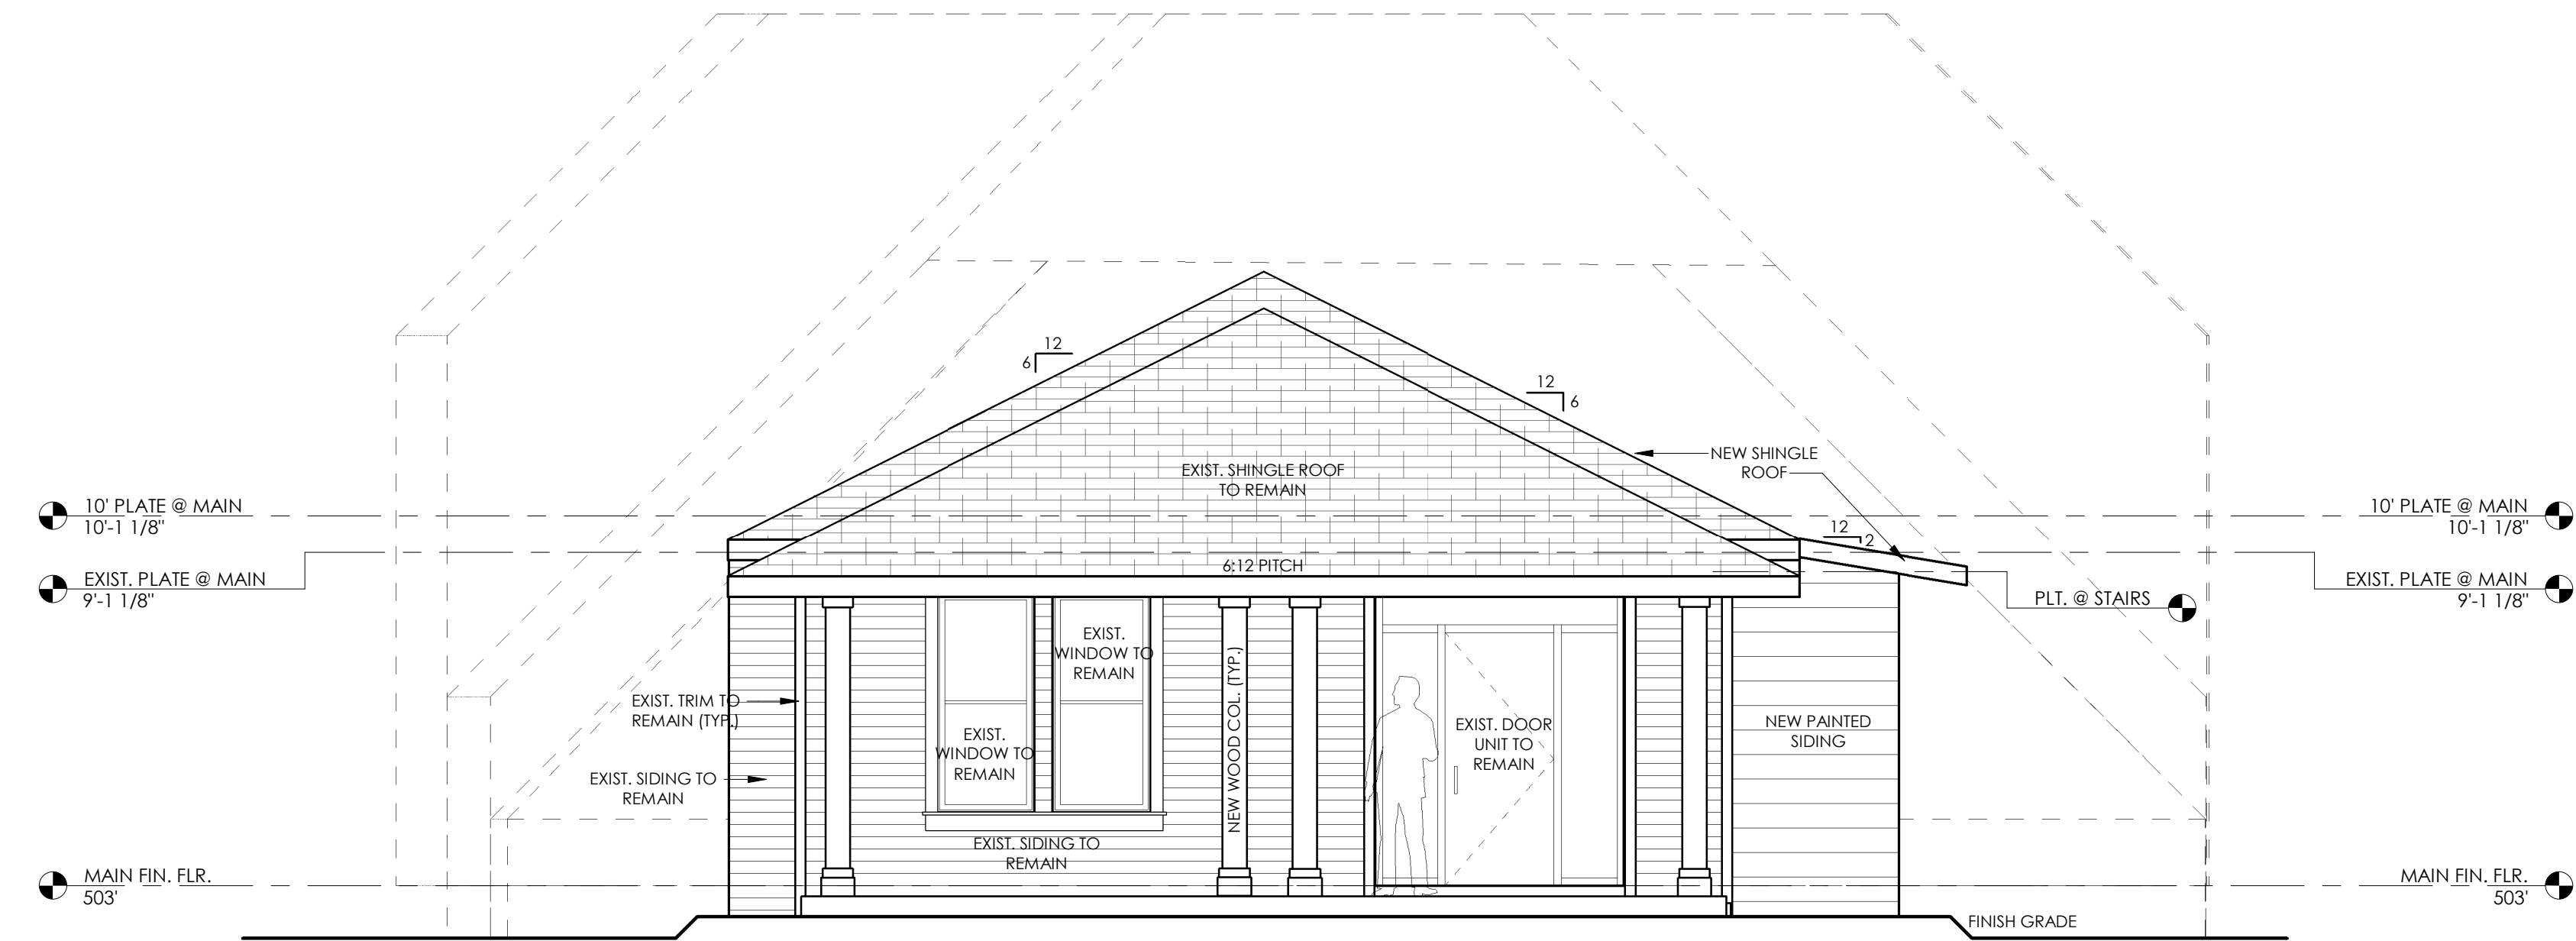 12
6
12
6
NEW SHINGLE
ROOF
EXIST. SHINGLE ROOF
TO REMAIN
10' PLATE @ MAIN
10'-1 1/8"
10' PLATE @ MAIN
10'-1 1/8"
12
2
6:12 PITCH
EXIST. PLATE @ MAIN
9'-1 1/8"
EXIST. PLATE @ MAIN
9'-1 1/8"
PLT. @ STAIRS
EXIST.
WINDOW TO
REMAIN
NEW WOOD COL. (TYP.)
EXIST. TRIM TO
REMAIN (TYP.)
EXIST.
WINDOW TO
REMAIN
EXIST. DOOR
UNIT TO
REMAIN
NEW PAINTED
SIDING
EXIST. SIDING TO
REMAIN
EXIST. SIDING TO
REMAIN
MAIN FIN. FLR.
503'
MAIN FIN. FLR.
503'
FINISH GRADE